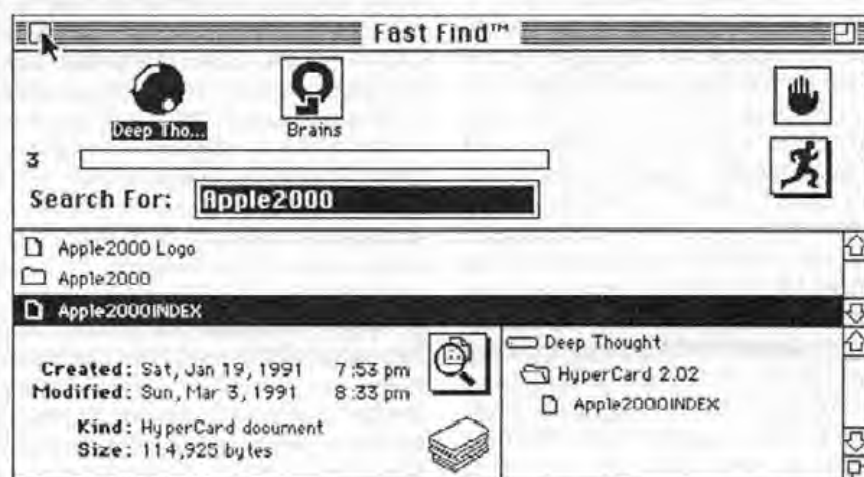 Fast Find™
Deep Tho... Brains
3
Search For: Apple2000
Apple2000 Logo
Apple2000
Apple2000INDEX
Created: Sat, Jan 19, 1991 7:53 pm
Modified: Sun, Mar 3, 1991 8:33 pm
Kind: HyperCard document
Size: 114,925 bytes
Deep Thought
HyperCard 2.02
Apple2000INDEX